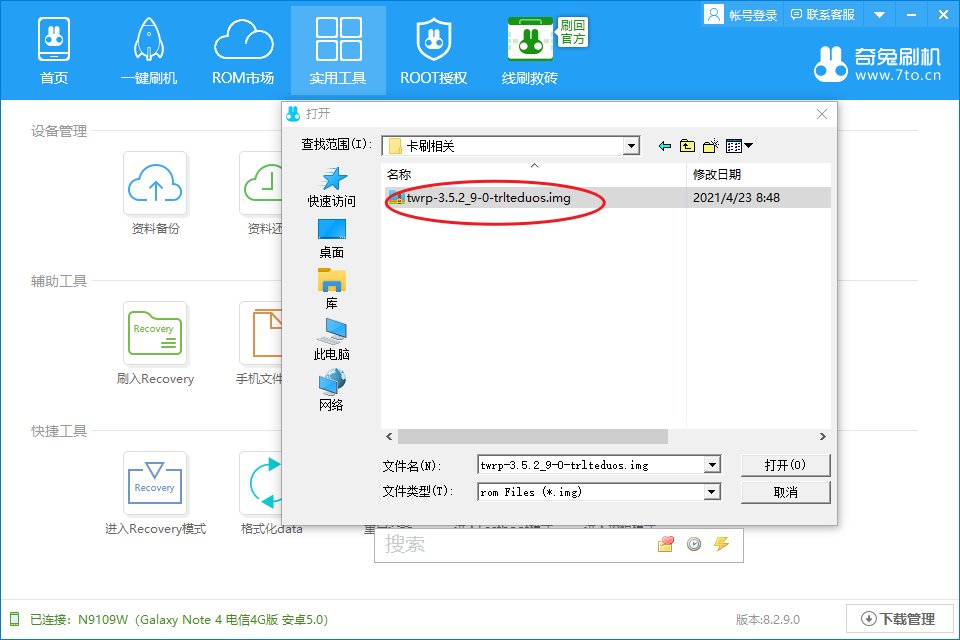 帐号登录
联系客服
首页
一键刷机
ROM市场
实用工具
ROOT授权
线刷救砖
刷回
官方
奇兔刷机
www.7to.cn
打开
设备管理
查找范围(I):
卡刷相关
名称
修改日期
twrp-3.5.2_9-0-trlteduos.img
2021/4/23 8:48
快速访问
资料备份
资料还
桌面
辅助工具
库
Recovery
此电脑
刷入Recovery
手机文件
网络
快捷工具
文件名(N):
twrp-3.5.2_9-0-trlteduos.img
打开(O)
文件类型(T):
rom Files (*.img)
取消
Recovery
进入Recovery模式
格式化data
搜索
已连接：N9109W（Galaxy Note 4 电信4G版 安卓5.0）
版本:8.2.9.0
下载管理